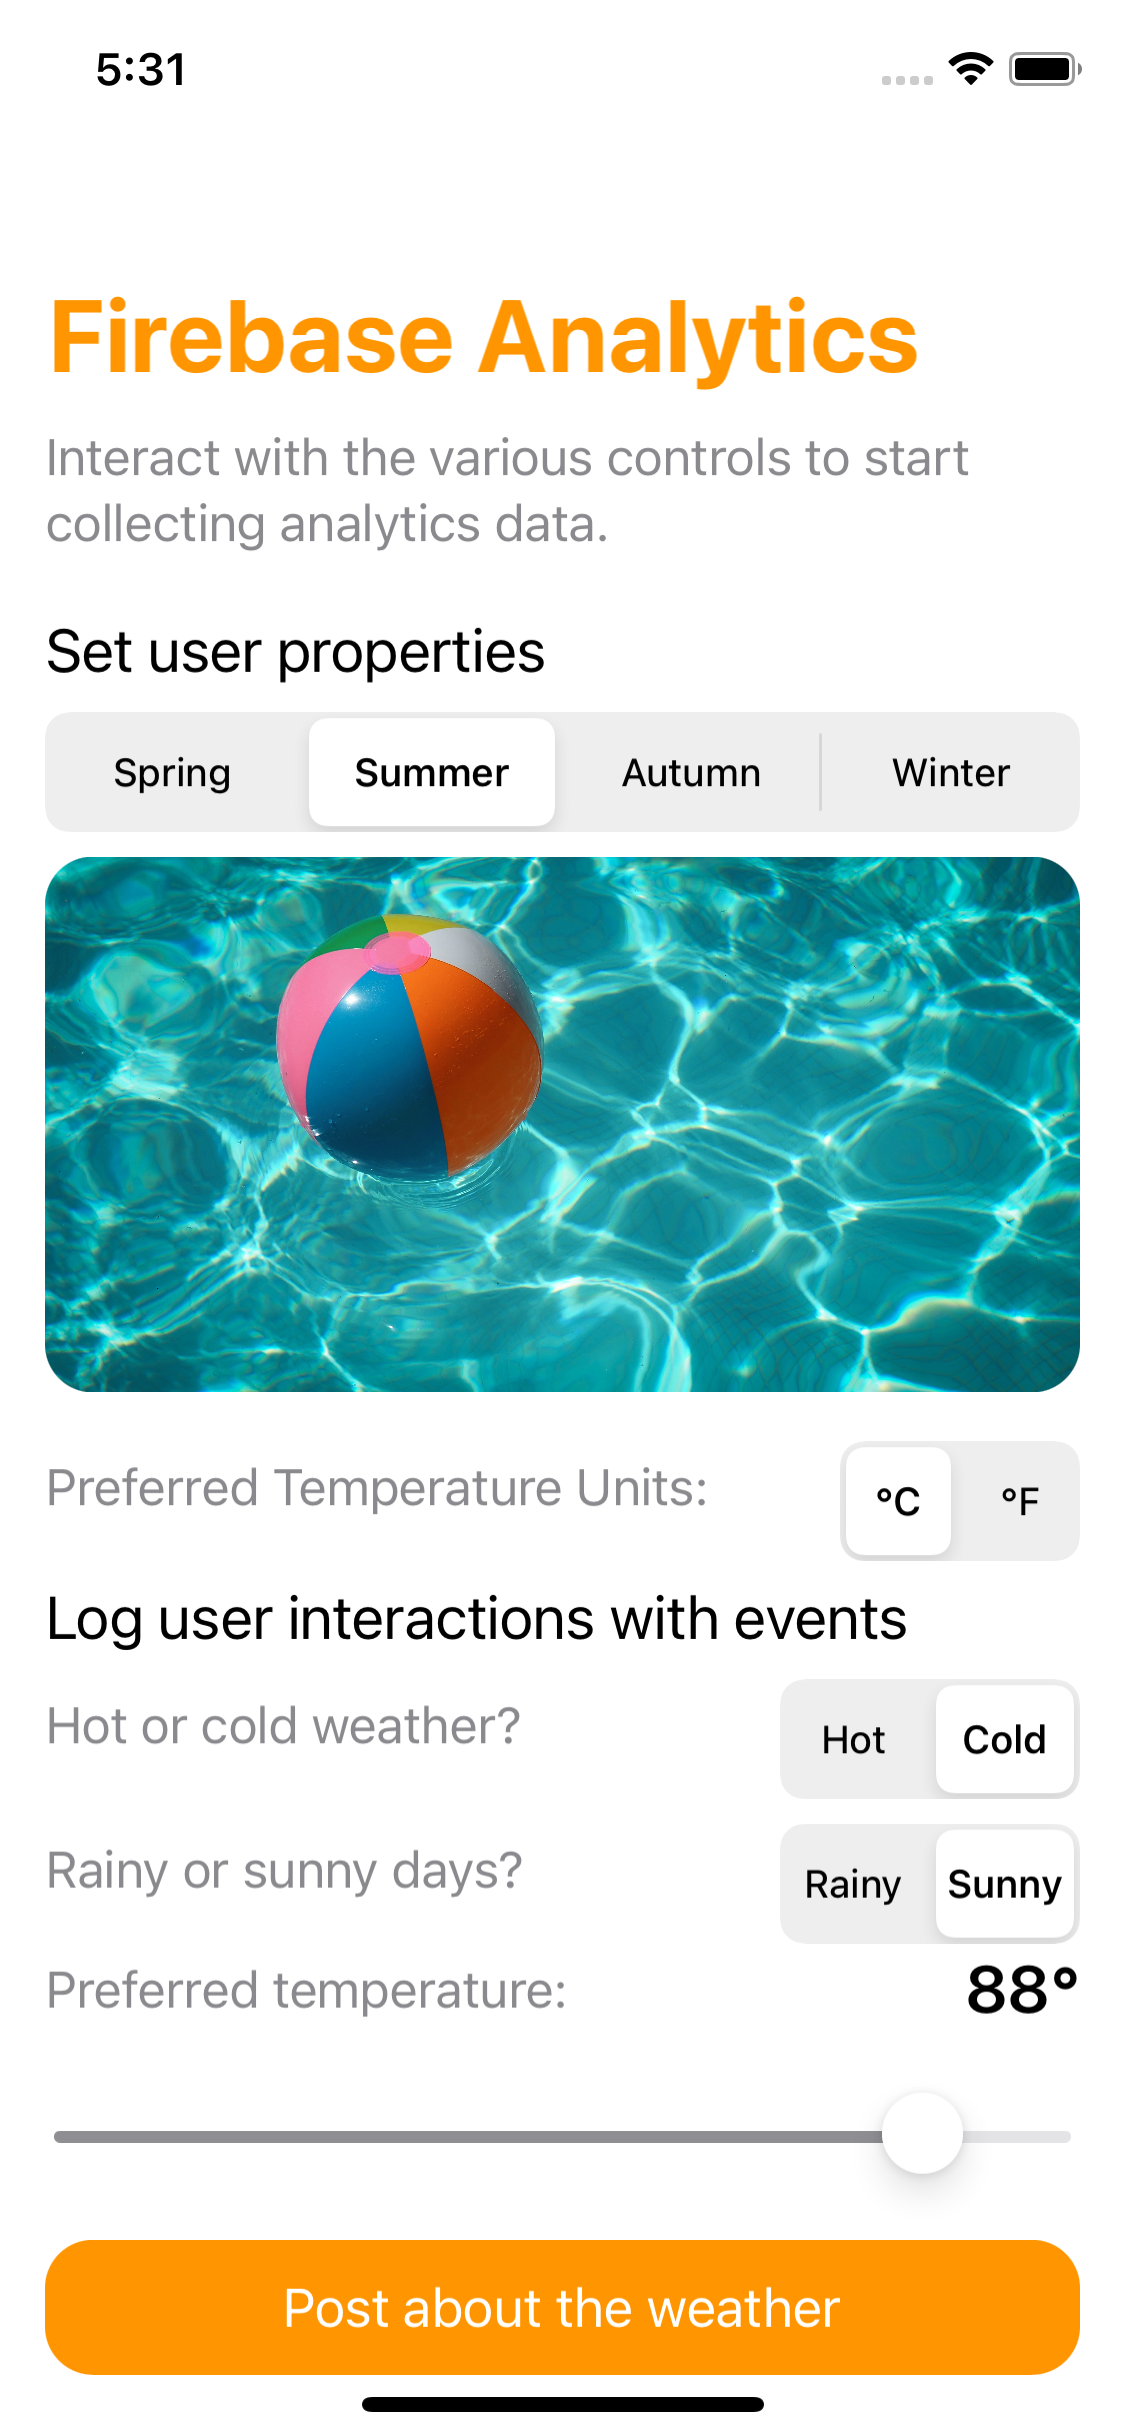 5:31
Firebase Analytics
Interact with the various controls to start
collecting analytics data.
Set user properties
Spring Summer Autumn Winter
Preferred Temperature Units: °C °F
Log user interactions with events
Hot or cold weather? Hot Cold
Rainy or sunny days? Rainy Sunny
Preferred temperature: 88°
Post about the weather